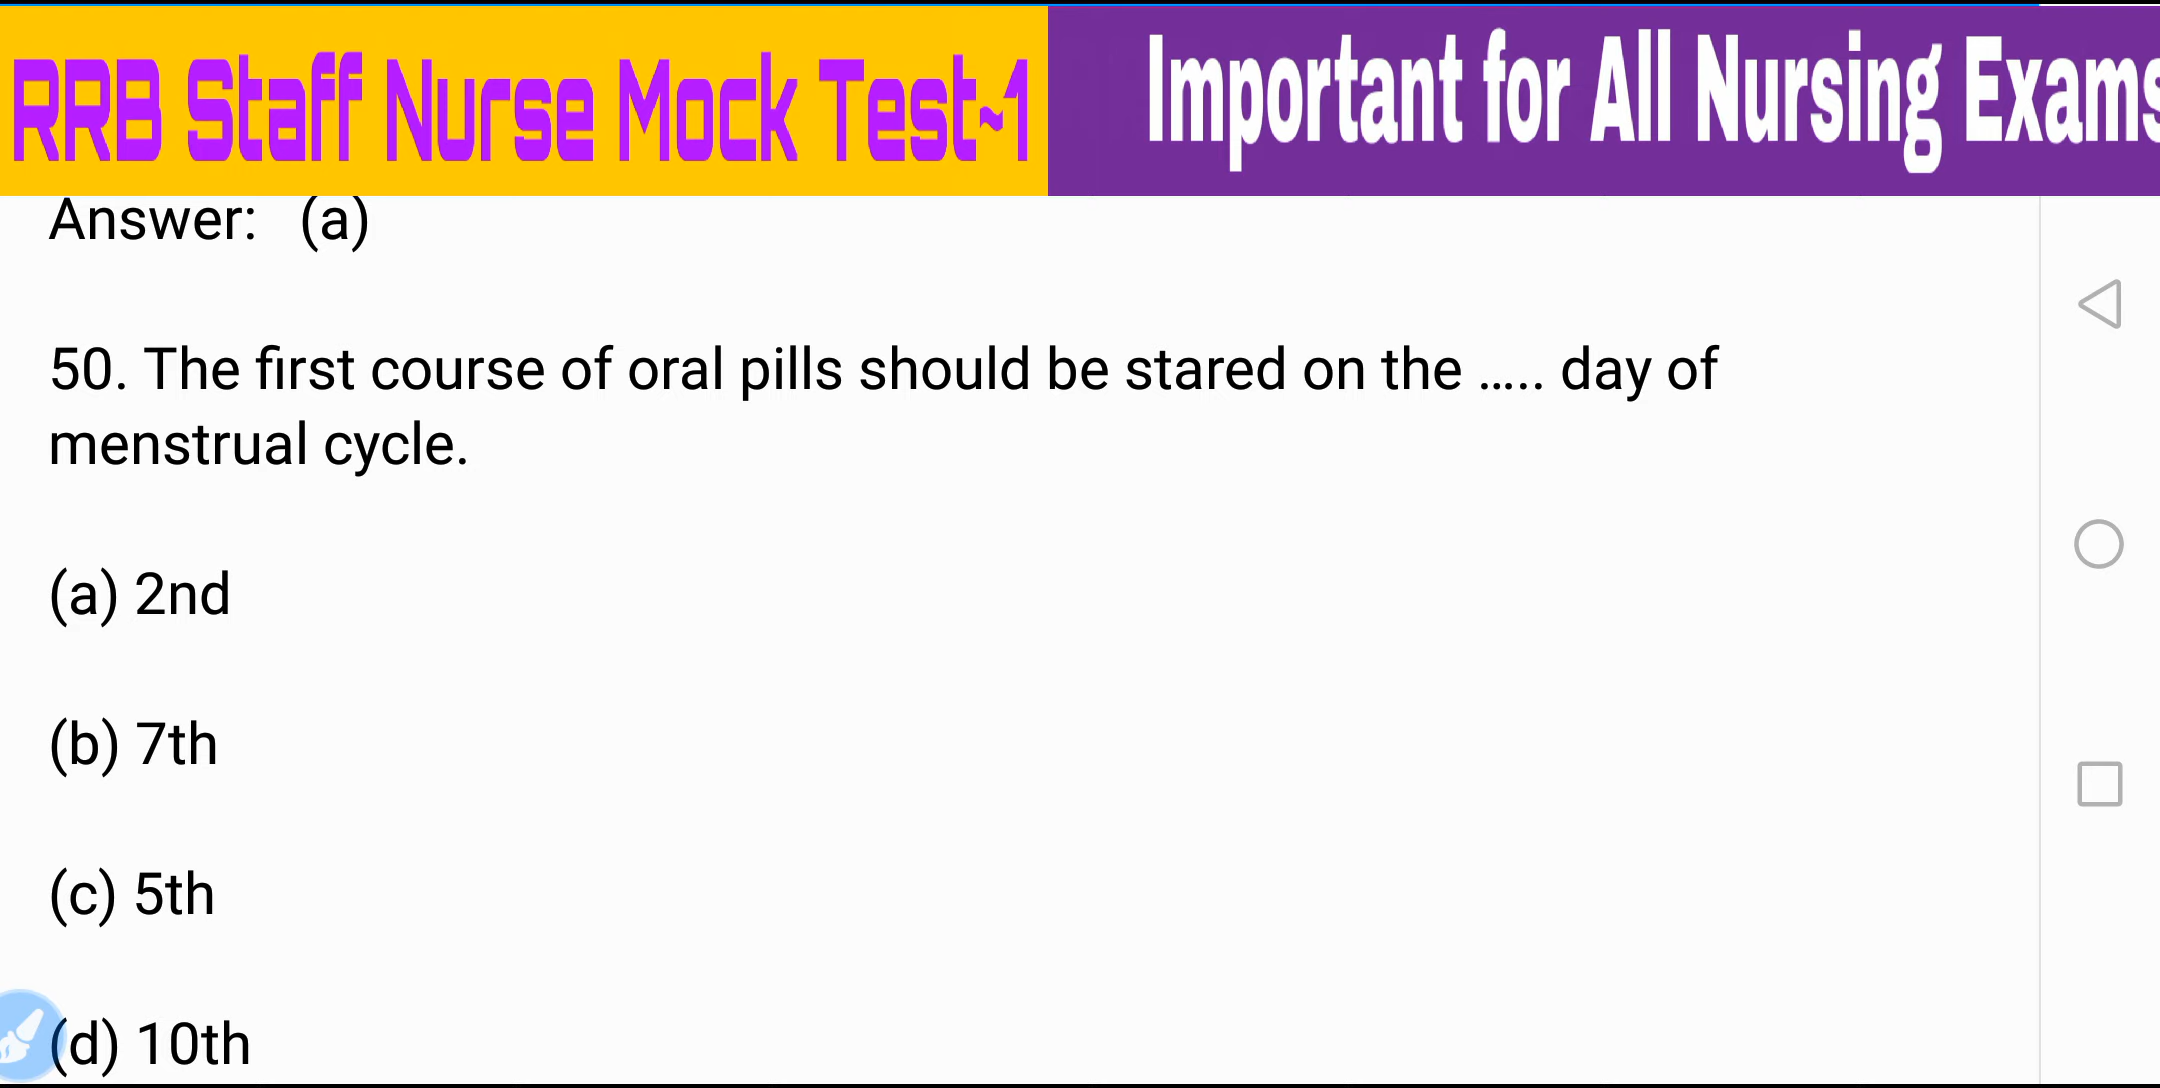 RRB Staff Nurse Mock Test~1 Important for All Nursing Exams
Answer: (a)
50. The first course of oral pills should be stared on the ..... day of
menstrual cycle.
(a) 2nd
(b) 7th
(c) 5th
(d) 10th